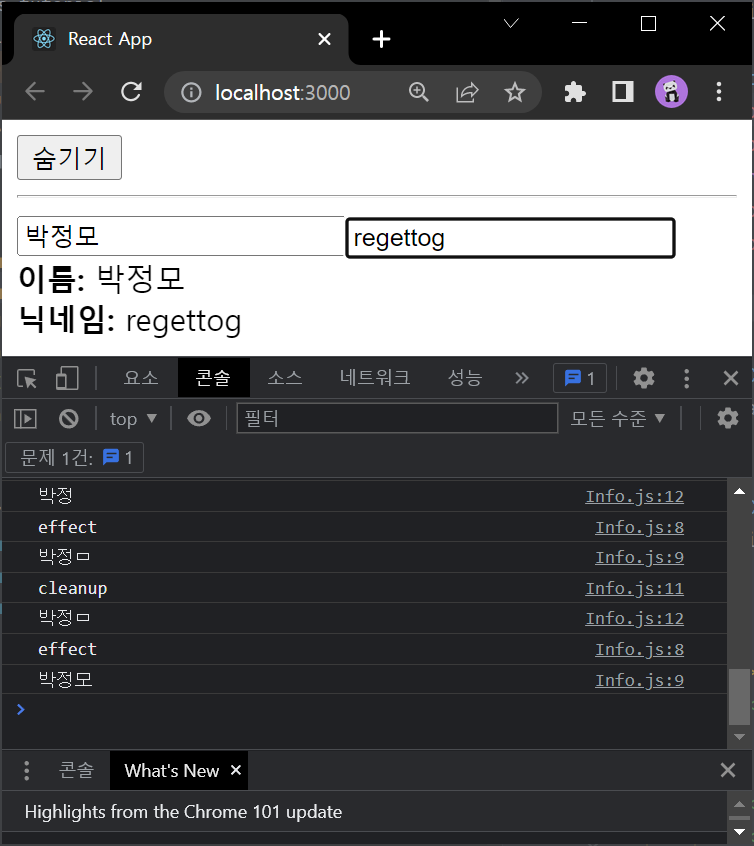 React App
localhost:3000
숨기기
박정모 regettog
이름: 박정모
닉네임: regettog
요소 콘솔 소스 네트워크 성능 » 1
top ▼ 필터 모든 수준 ▼
문제 1건: 1
박정 Info.js:12
effect Info.js:8
박정ㅁ Info.js:9
cleanup Info.js:11
박정ㅁ Info.js:12
effect Info.js:8
박정모 Info.js:9
>
콘솔 What's New
Highlights from the Chrome 101 update